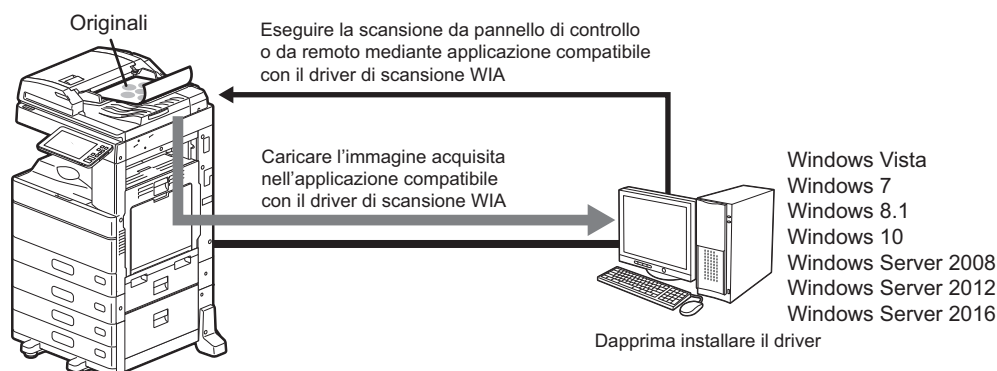 Originali
Eseguire la scansione da pannello di controllo
o da remoto mediante applicazione compatibile
con il driver di scansione WIA
Caricare l'immagine acquisita
nell'applicazione compatibile
con il driver di scansione WIA
Windows Vista
Windows 7
Windows 8.1
Windows 10
Windows Server 2008
Windows Server 2012
Windows Server 2016
Dapprima installare il driver